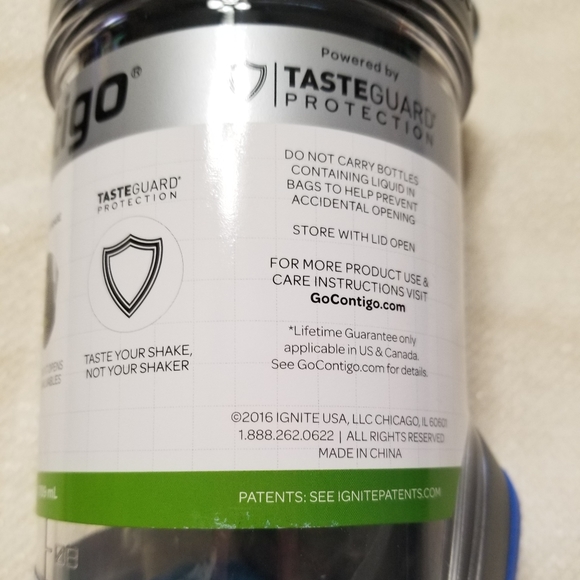 Powered by
TASTEGUARD®
PROTECTION
igo®
TASTEGUARD®
PROTECTION
TASTE YOUR SHAKE,
NOT YOUR SHAKER
DO NOT CARRY BOTTLES
CONTAINING LIQUID IN
BAGS TO HELP PREVENT
ACCIDENTAL OPENING
STORE WITH LID OPEN
FOR MORE PRODUCT USE &
CARE INSTRUCTIONS VISIT
GoContigo.com
*Lifetime Guarantee only
applicable in US & Canada.
See GoContigo.com for details.
©2016 IGNITE USA, LLC CHICAGO, IL 60601
1.888.262.0622 | ALL RIGHTS RESERVED
MADE IN CHINA
mL
PATENTS: SEE IGNITEPATENTS.COM